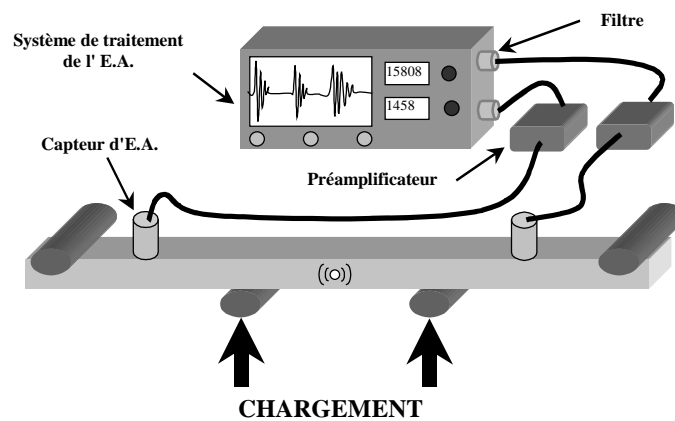 Filtre
Système de traitement
de l' E.A.
15808
1458
Capteur d'E.A.
Préamplificateur
CHARGEMENT